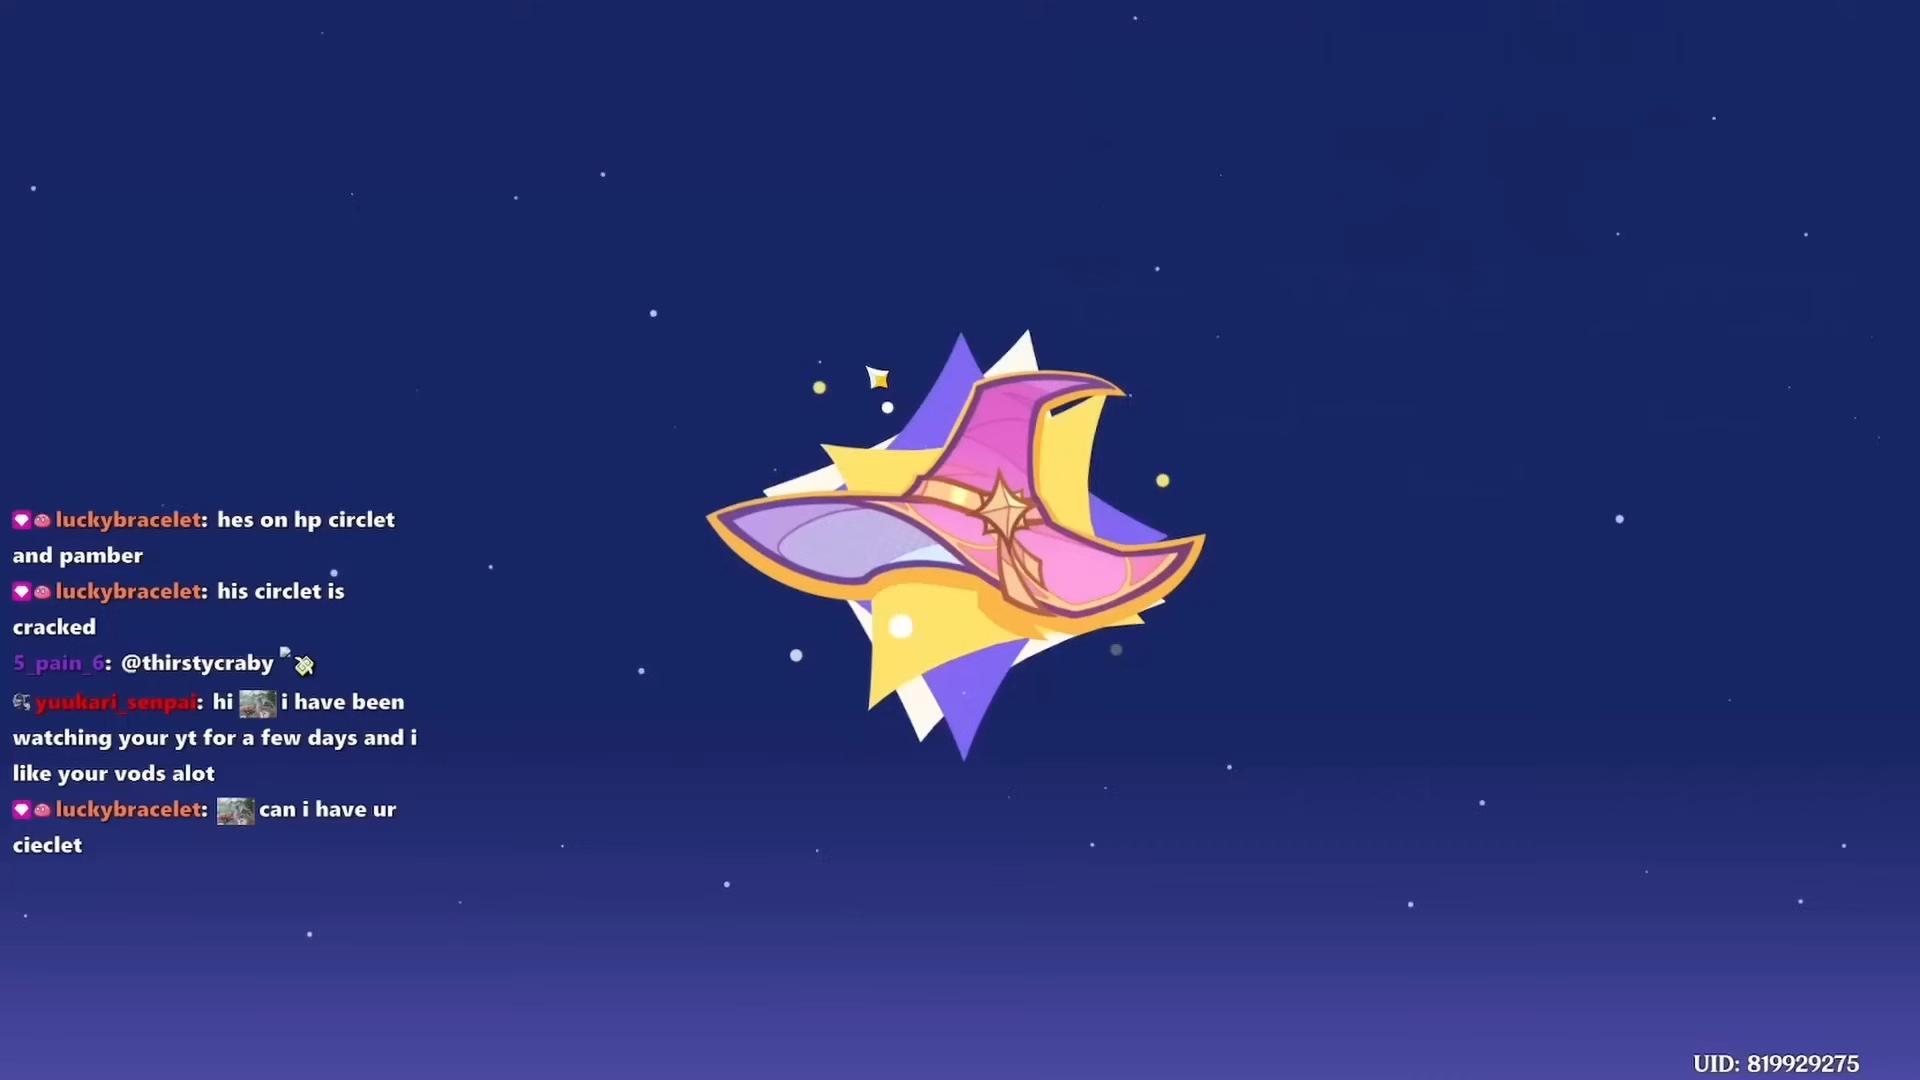 luckybracelet: hes on hp circlet
and pamber
luckybracelet: his circlet is
cracked
5_pain_6: @thirstycraby
yuukari_senpai: hi i have been
watching your yt for a few days and i
like your vods alot
luckybracelet: can i have ur
cieclet
UID: 819929275